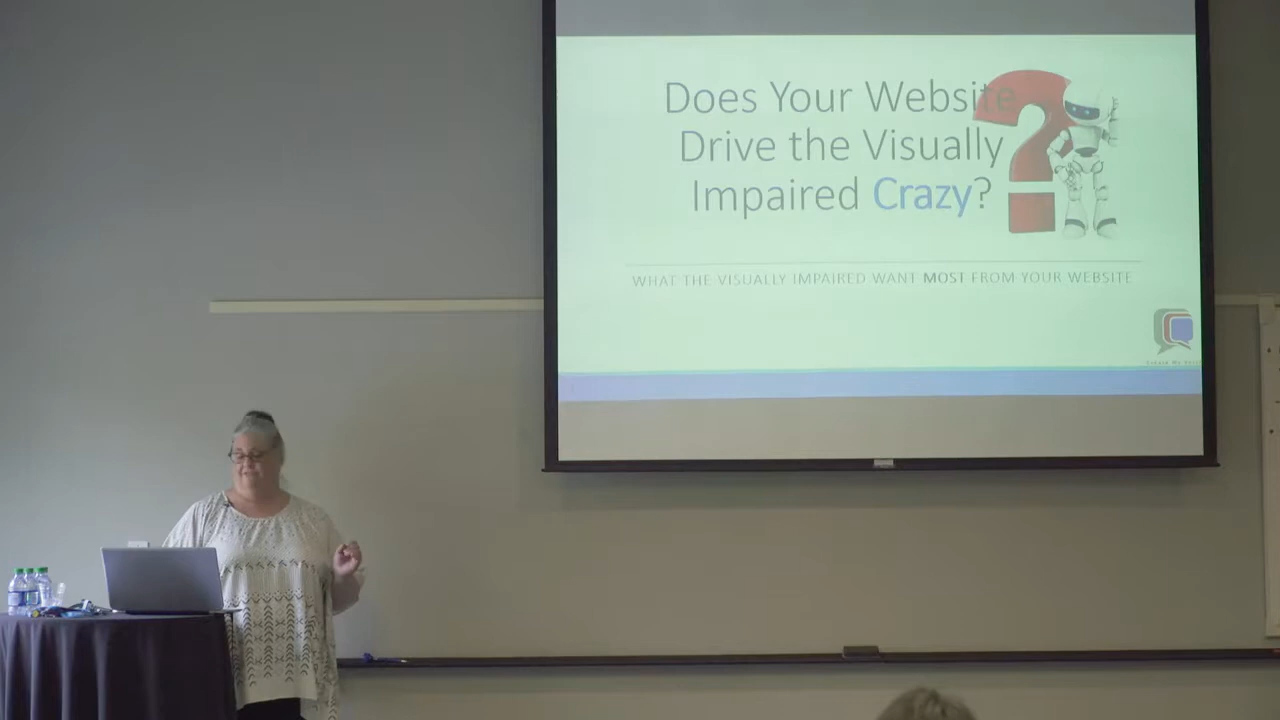 Does Your Website
Drive the Visually
Impaired Crazy?
WHAT THE VISUALLY IMPAIRED WANT MOST FROM YOUR WEBSITE